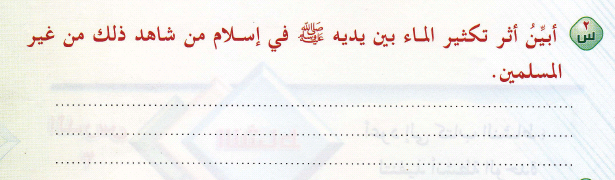 س٢ أبيِّنُ أثر تكثير الماء بين يديه ﷺ في إسلام من شاهد ذلك من غير
المسلمين.